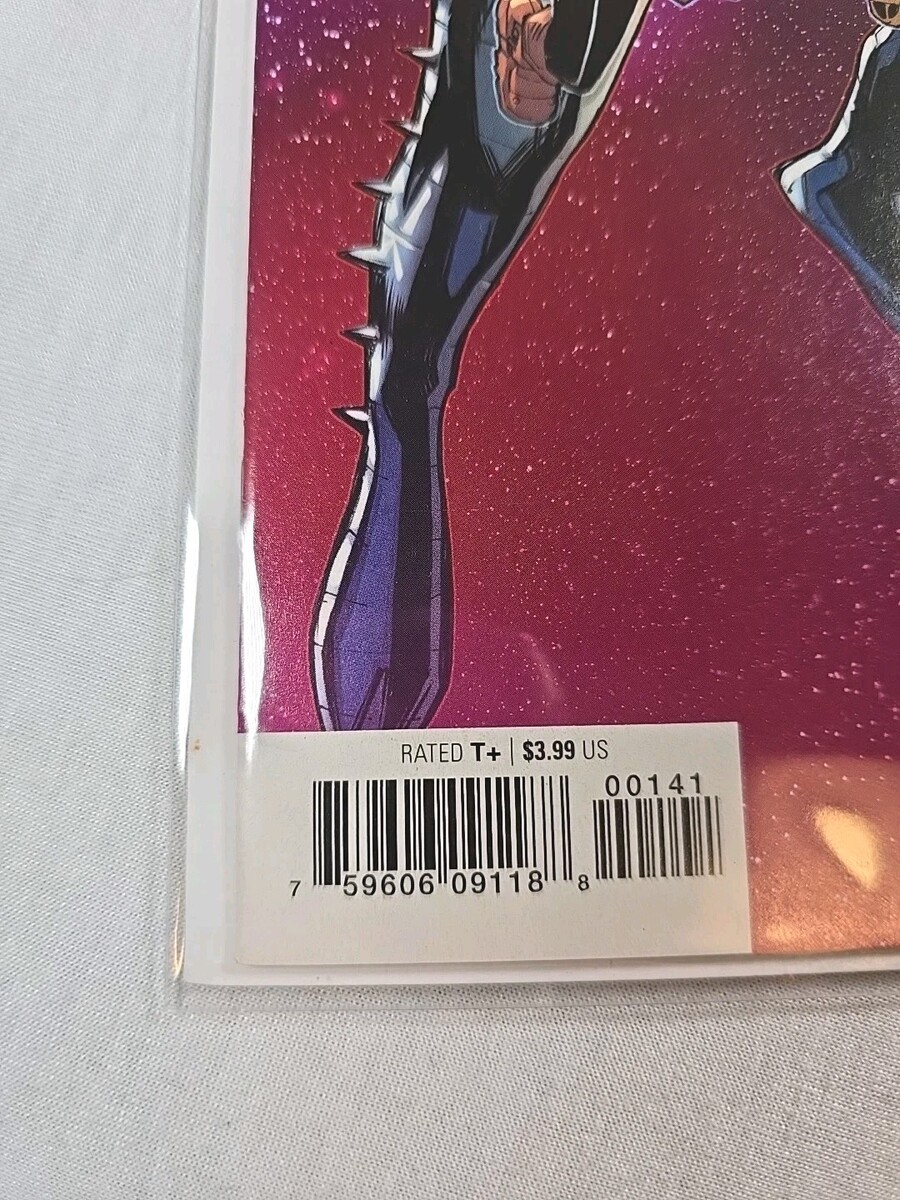 RATED T+ | $3.99 US
00141
7 59606 09118 8